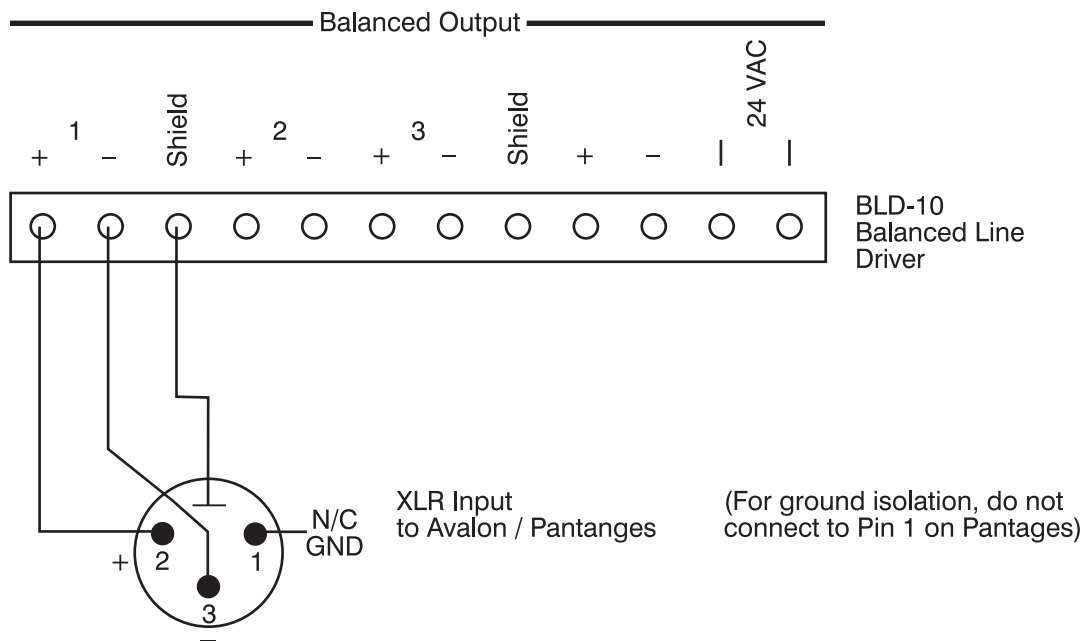 Balanced Output
1 Shield 2 3 Shield 24 VAC
+ – + – + – + – | |
BLD-10
Balanced Line
Driver
XLR Input
to Avalon / Pantanges
(For ground isolation, do not
connect to Pin 1 on Pantages)
N/C
GND
+ 2 1
3
–